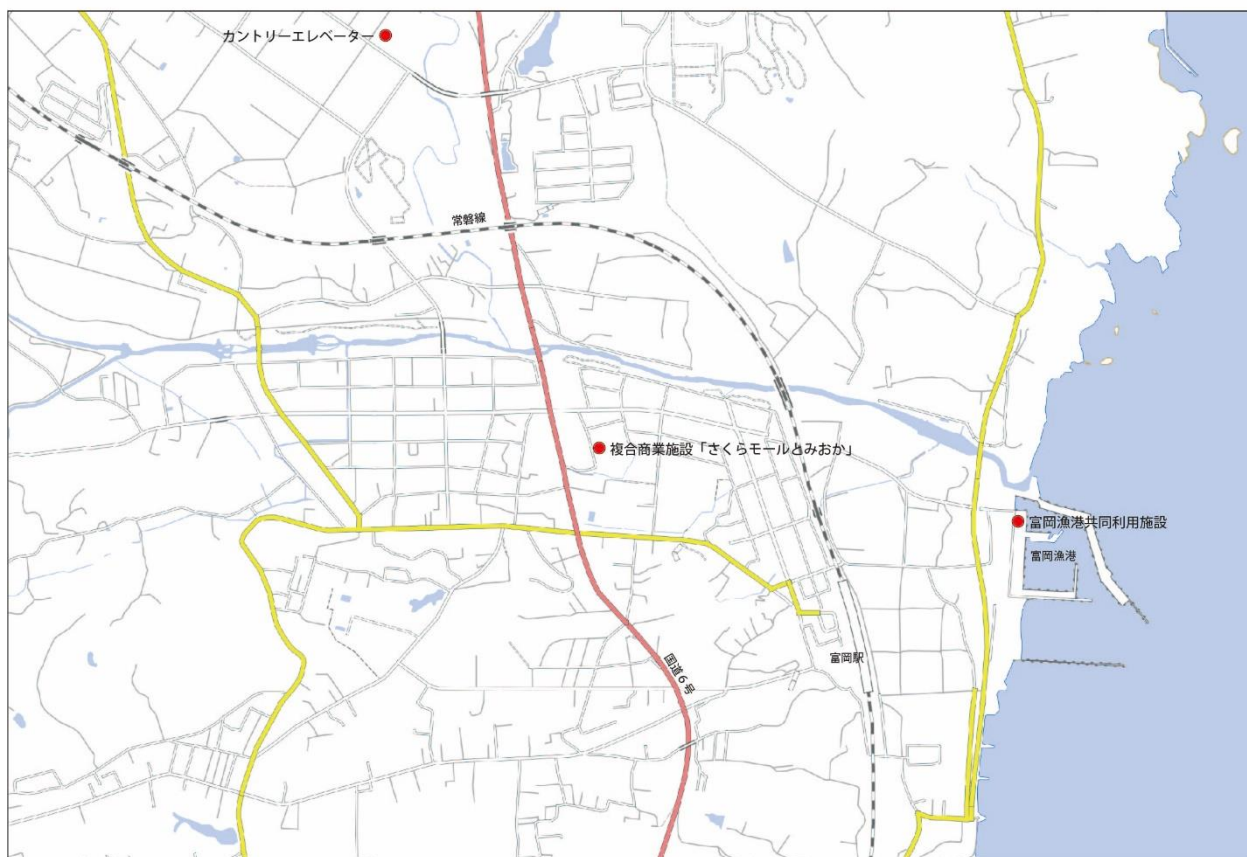 カントリーエレベーター
常磐線
複合商業施設「さくらモールとみおか」
富岡漁港共同利用施設
富岡漁港
富岡駅
国道6号